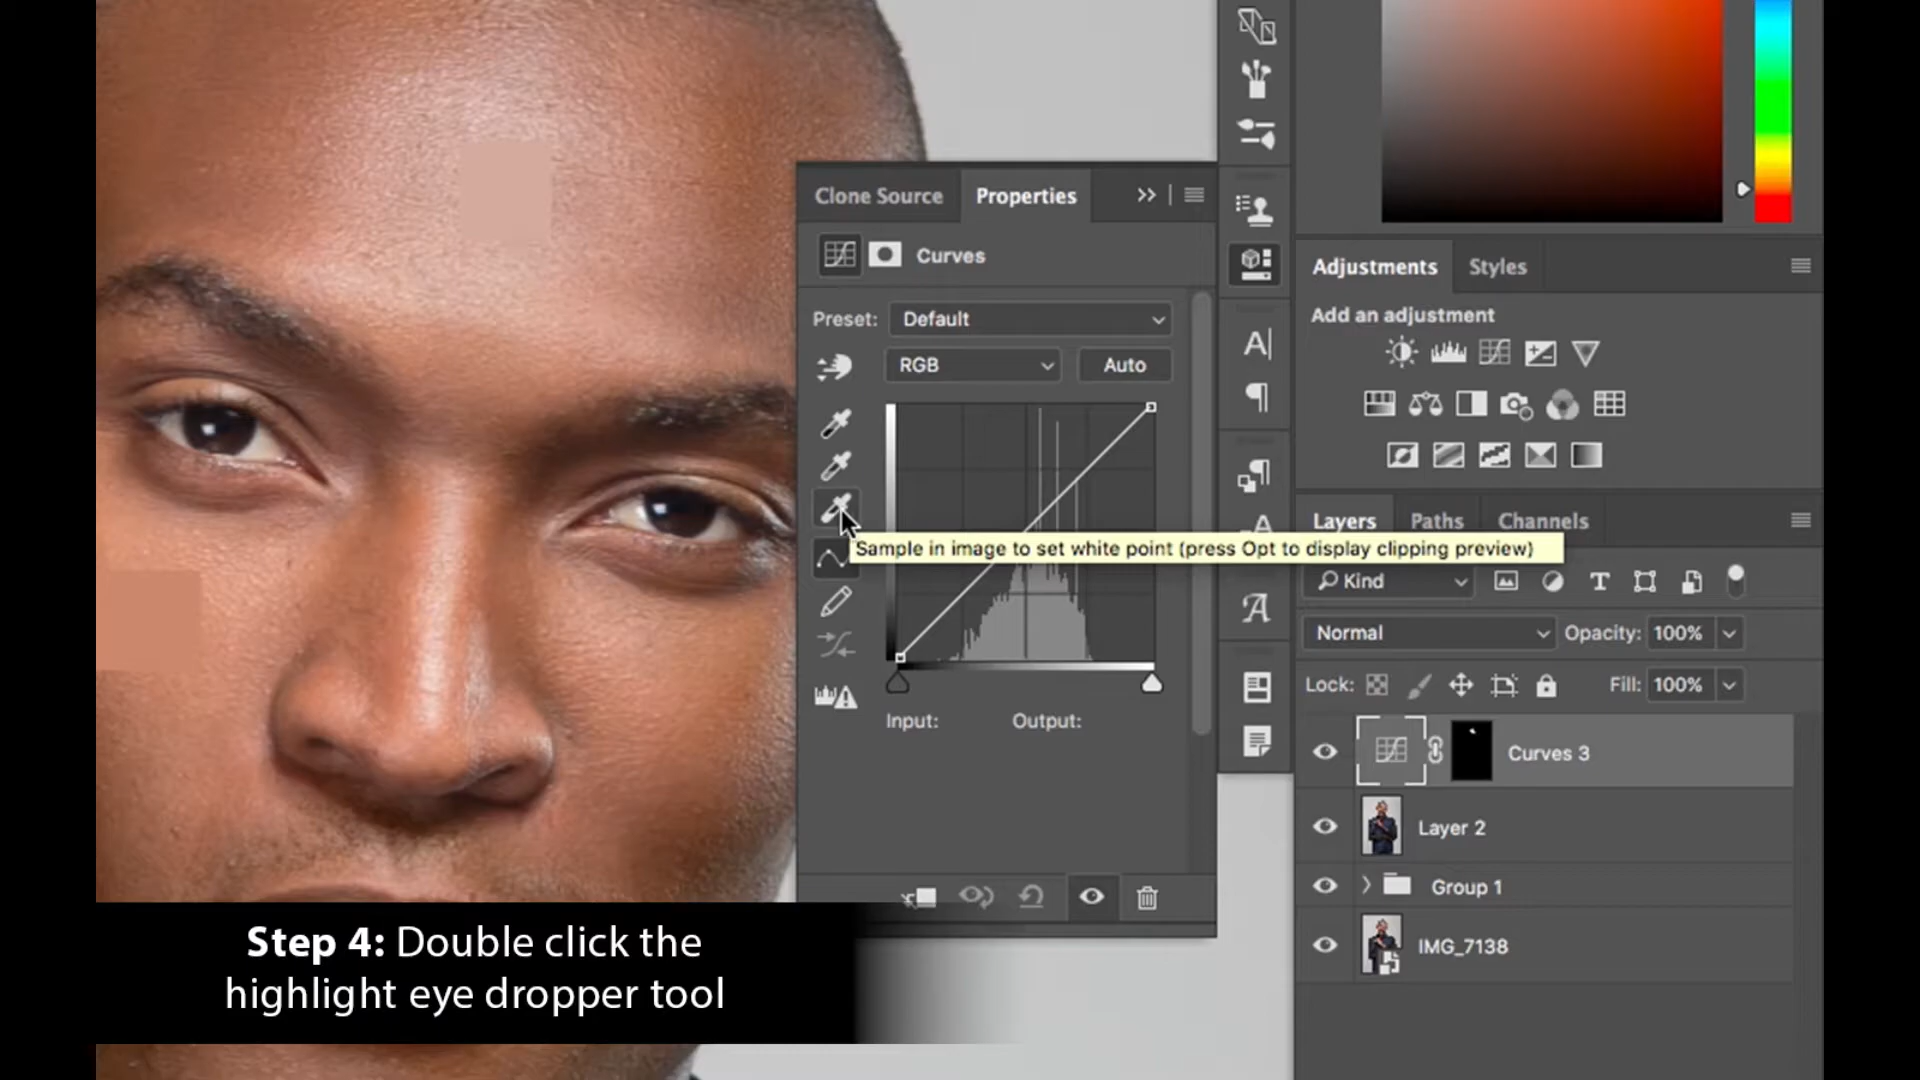 Clone Source Properties
Curves
Preset: Default
RGB Auto
Input: Output:
Sample in image to set white point (press Opt to display clipping preview)
Adjustments Styles
Add an adjustment
Layers Paths Channels
Kind
Normal Opacity: 100%
Lock: Fill: 100%
Curves 3
Layer 2
Group 1
IMG_7138
Step 4: Double click the
highlight eye dropper tool